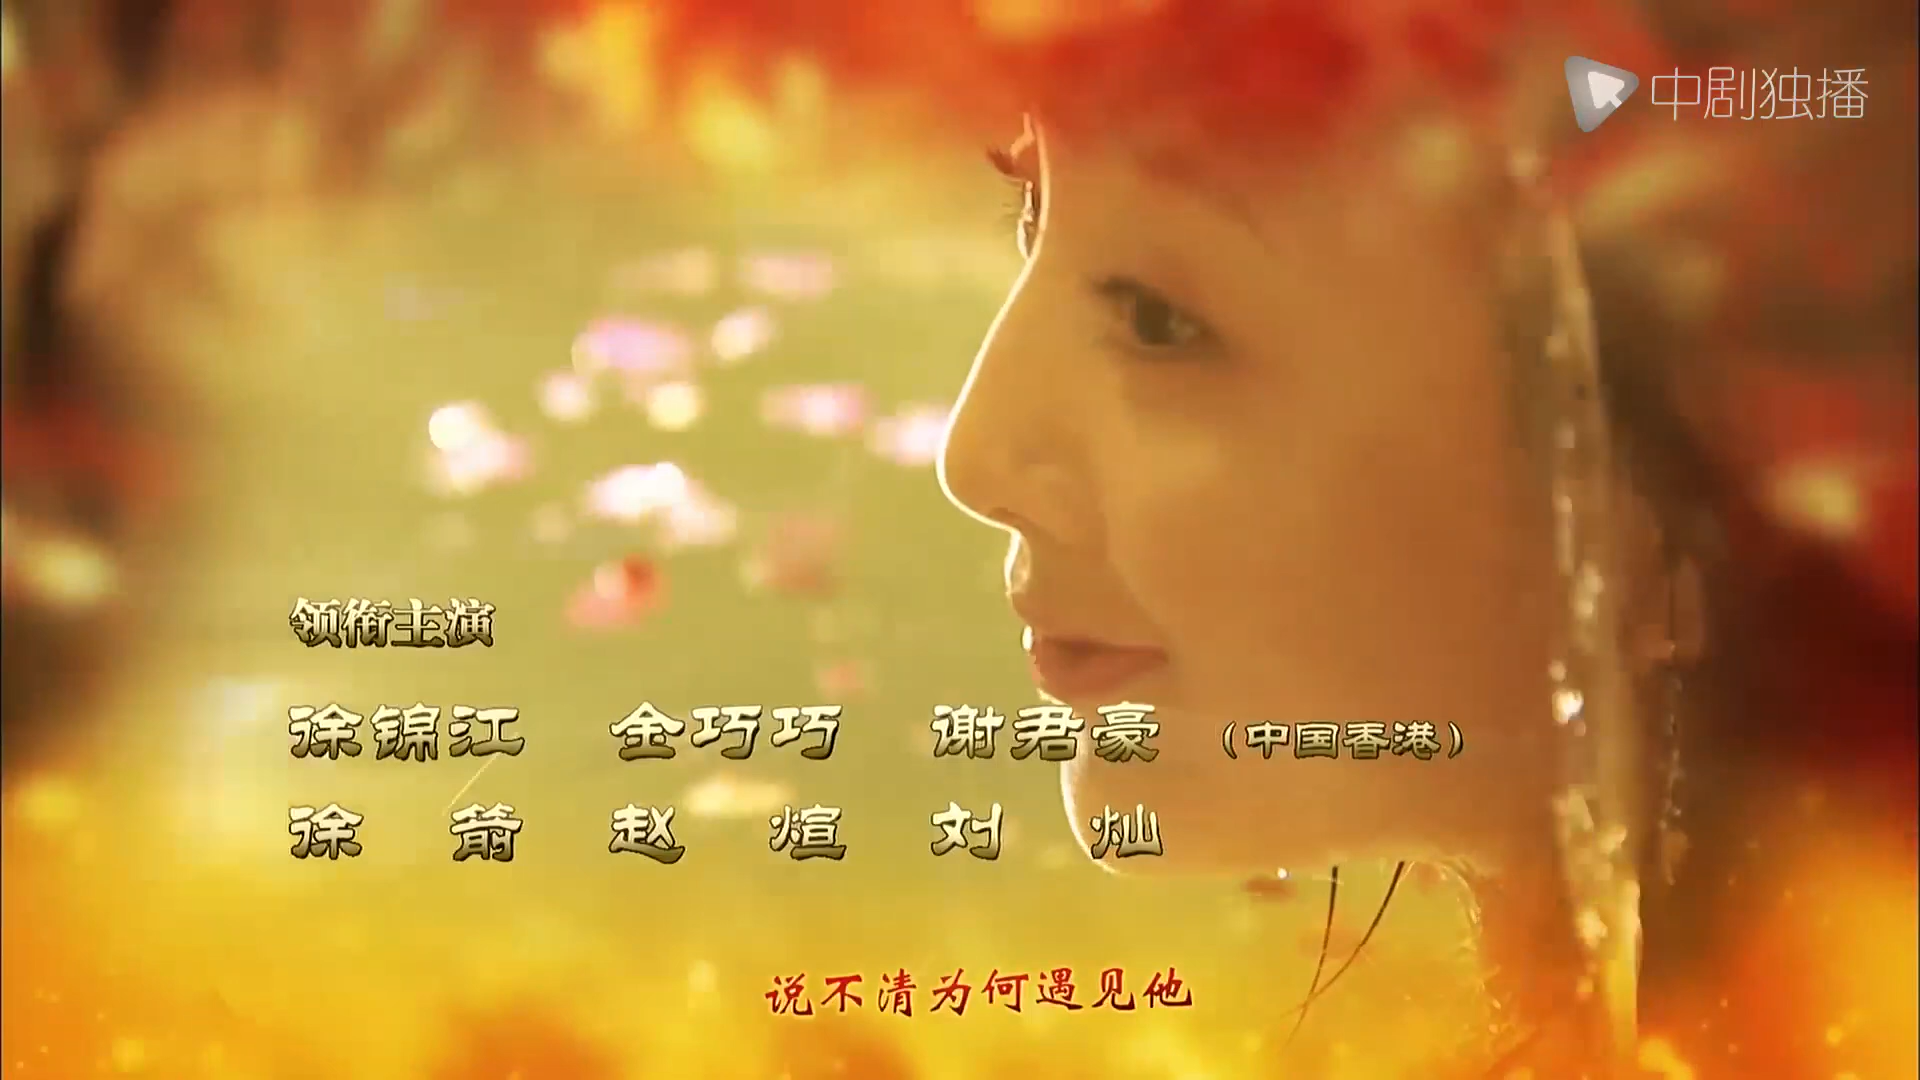 中剧独播
领衔主演
徐锦江 金巧巧 谢君豪 (中国香港)
徐箭 赵煊 刘灿
说不清为何遇见他